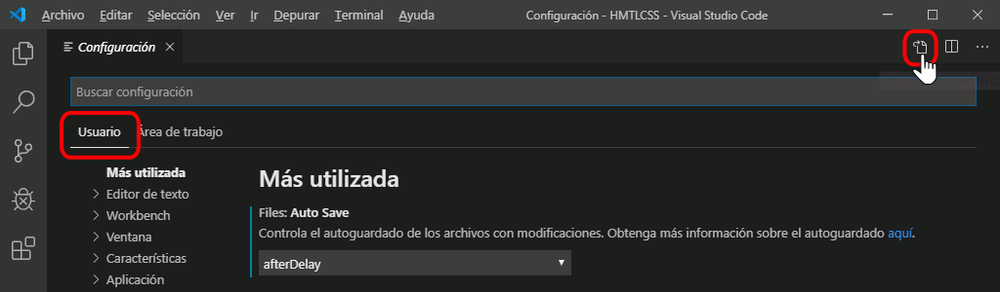 Archivo Editar Selección Ver Ir Depurar Terminal Ayuda Configuración - HMTLCSS - Visual Studio Code
Configuración
Buscar configuración
Usuario Área de trabajo
Más utilizada
Editor de texto
Workbench
Ventana
Características
Aplicación
Más utilizada
Files: Auto Save
Controla el autoguardado de los archivos con modificaciones. Obtenga más información sobre el autoguardado aquí.
afterDelay